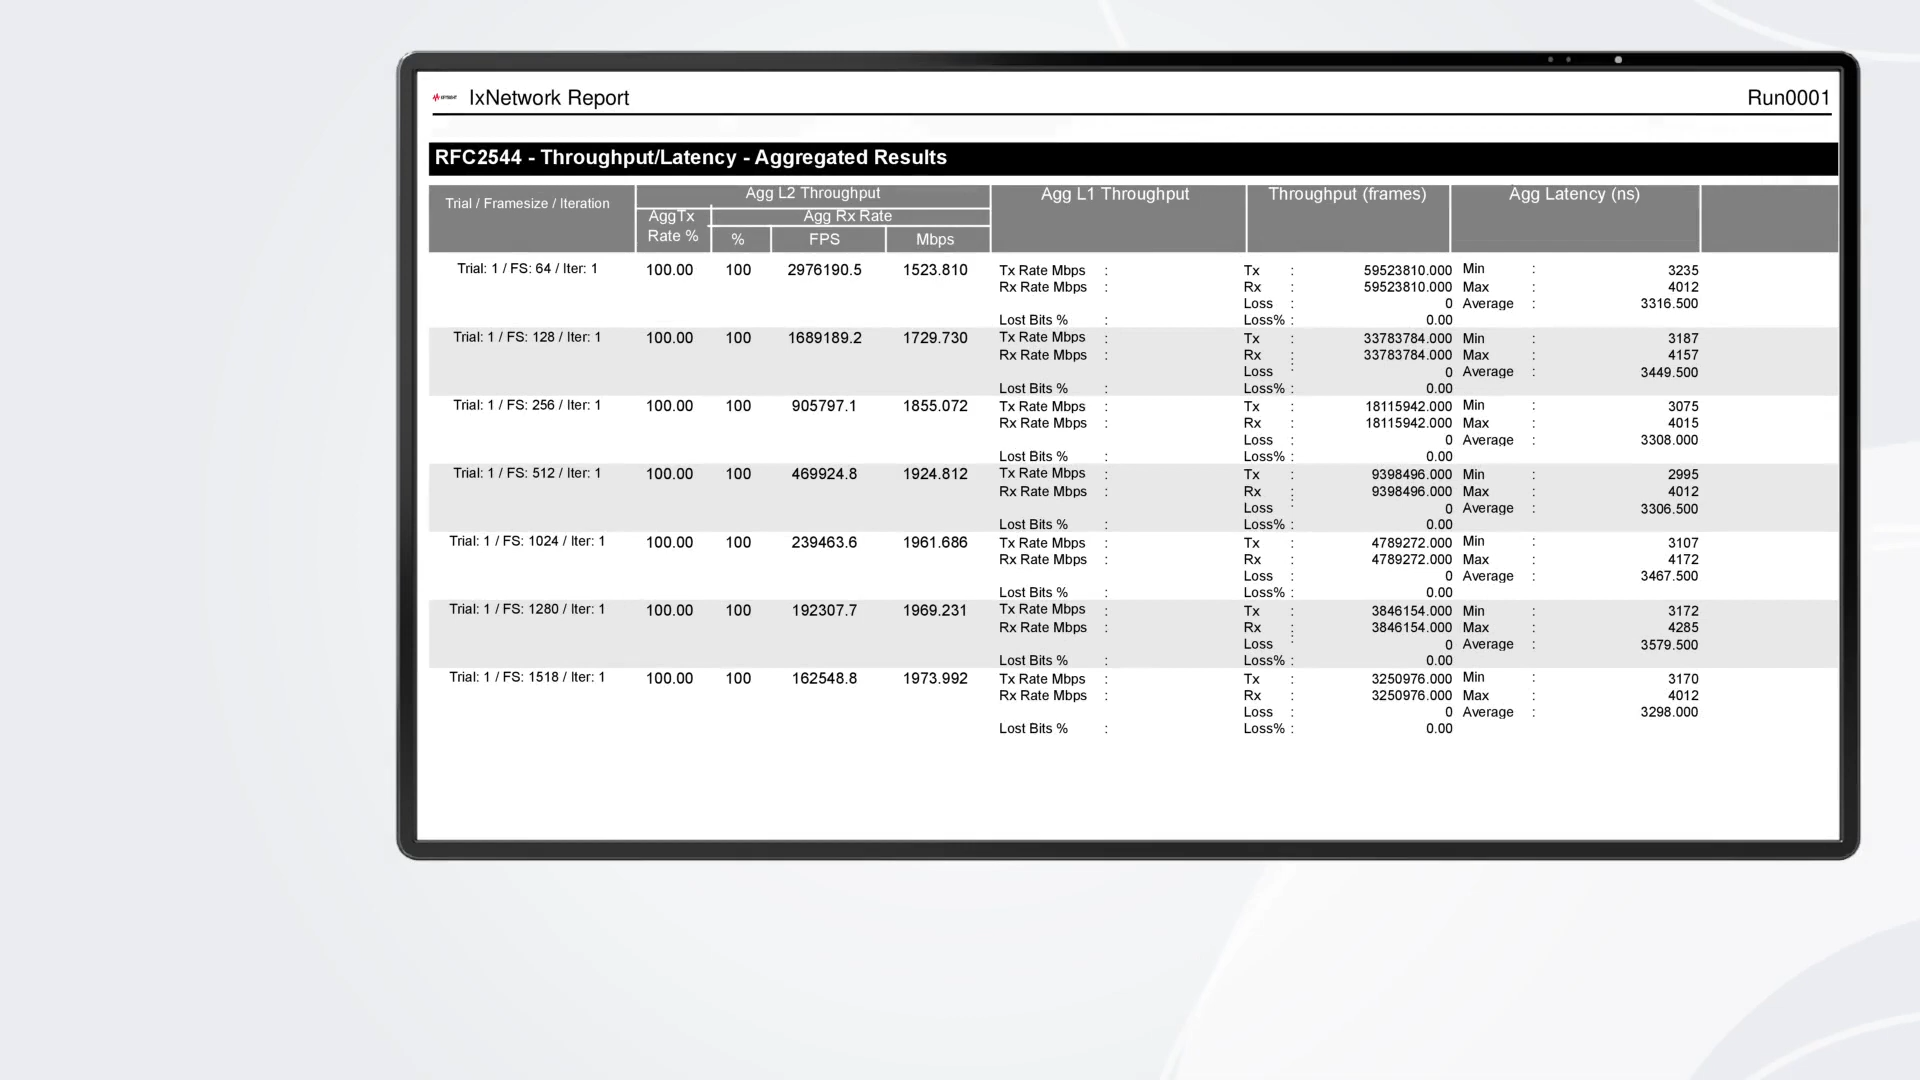 IxNetwork Report Run0001
RFC2544 - Throughput/Latency - Aggregated Results
Trial / Framesize / Iteration
Agg L2 Throughput
Agg L1 Throughput
Throughput (frames)
Agg Latency (ns)
AggTx Rate %
Agg Rx Rate
% FPS Mbps
Trial: 1 / FS: 64 / Iter: 1 100.00 100 2976190.5 1523.810 Tx Rate Mbps : Tx : 59523810.000 Min : 3235
Rx Rate Mbps : Rx : 59523810.000 Max : 4012
Loss : 0 Average : 3316.500
Lost Bits % : Loss% : 0.00
Trial: 1 / FS: 128 / Iter: 1 100.00 100 1689189.2 1729.730 Tx Rate Mbps : Tx : 33783784.000 Min : 3187
Rx Rate Mbps : Rx : 33783784.000 Max : 4157
Loss : 0 Average : 3449.500
Lost Bits % : Loss% : 0.00
Trial: 1 / FS: 256 / Iter: 1 100.00 100 905797.1 1855.072 Tx Rate Mbps : Tx : 18115942.000 Min : 3075
Rx Rate Mbps : Rx : 18115942.000 Max : 4015
Loss : 0 Average : 3308.000
Lost Bits % : Loss% : 0.00
Trial: 1 / FS: 512 / Iter: 1 100.00 100 469924.8 1924.812 Tx Rate Mbps : Tx : 9398496.000 Min : 2995
Rx Rate Mbps : Rx : 9398496.000 Max : 4012
Loss : 0 Average : 3306.500
Lost Bits % : Loss% : 0.00
Trial: 1 / FS: 1024 / Iter: 1 100.00 100 239463.6 1961.686 Tx Rate Mbps : Tx : 4789272.000 Min : 3107
Rx Rate Mbps : Rx : 4789272.000 Max : 4172
Loss : 0 Average : 3467.500
Lost Bits % : Loss% : 0.00
Trial: 1 / FS: 1280 / Iter: 1 100.00 100 192307.7 1969.231 Tx Rate Mbps : Tx : 3846154.000 Min : 3172
Rx Rate Mbps : Rx : 3846154.000 Max : 4285
Loss : 0 Average : 3579.500
Lost Bits % : Loss% : 0.00
Trial: 1 / FS: 1518 / Iter: 1 100.00 100 162548.8 1973.992 Tx Rate Mbps : Tx : 3250976.000 Min : 3170
Rx Rate Mbps : Rx : 3250976.000 Max : 4012
Loss : 0 Average : 3298.000
Lost Bits % : Loss% : 0.00